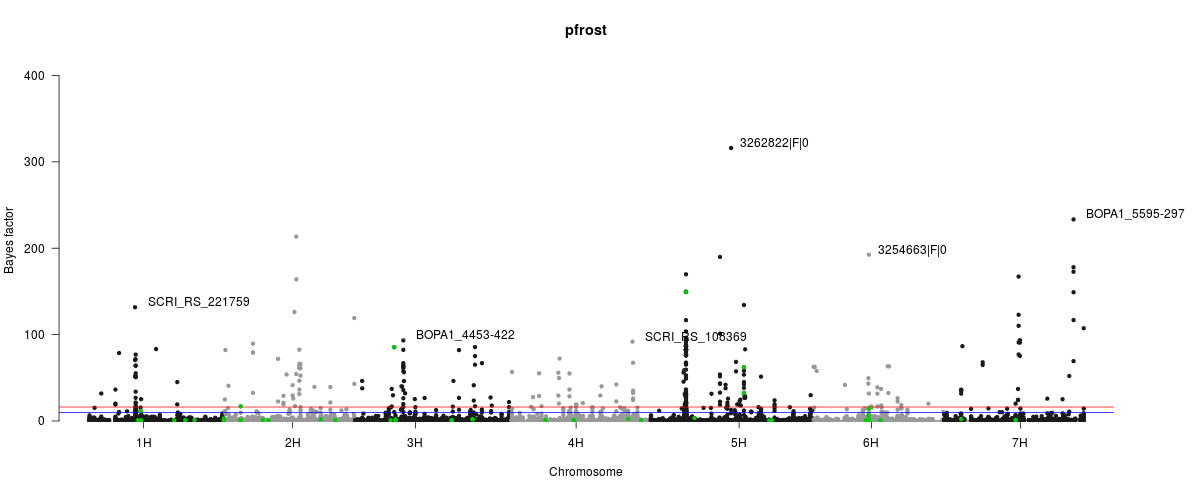 pfrost
400
300
200
100
0
Bayes factor
3262822|F|0
BOPA1_5595-297
3254663|F|0
SCRI_RS_221759
BOPA1_4453-422
SCRI_RS_108369
1H
2H
3H
4H
5H
6H
7H
Chromosome